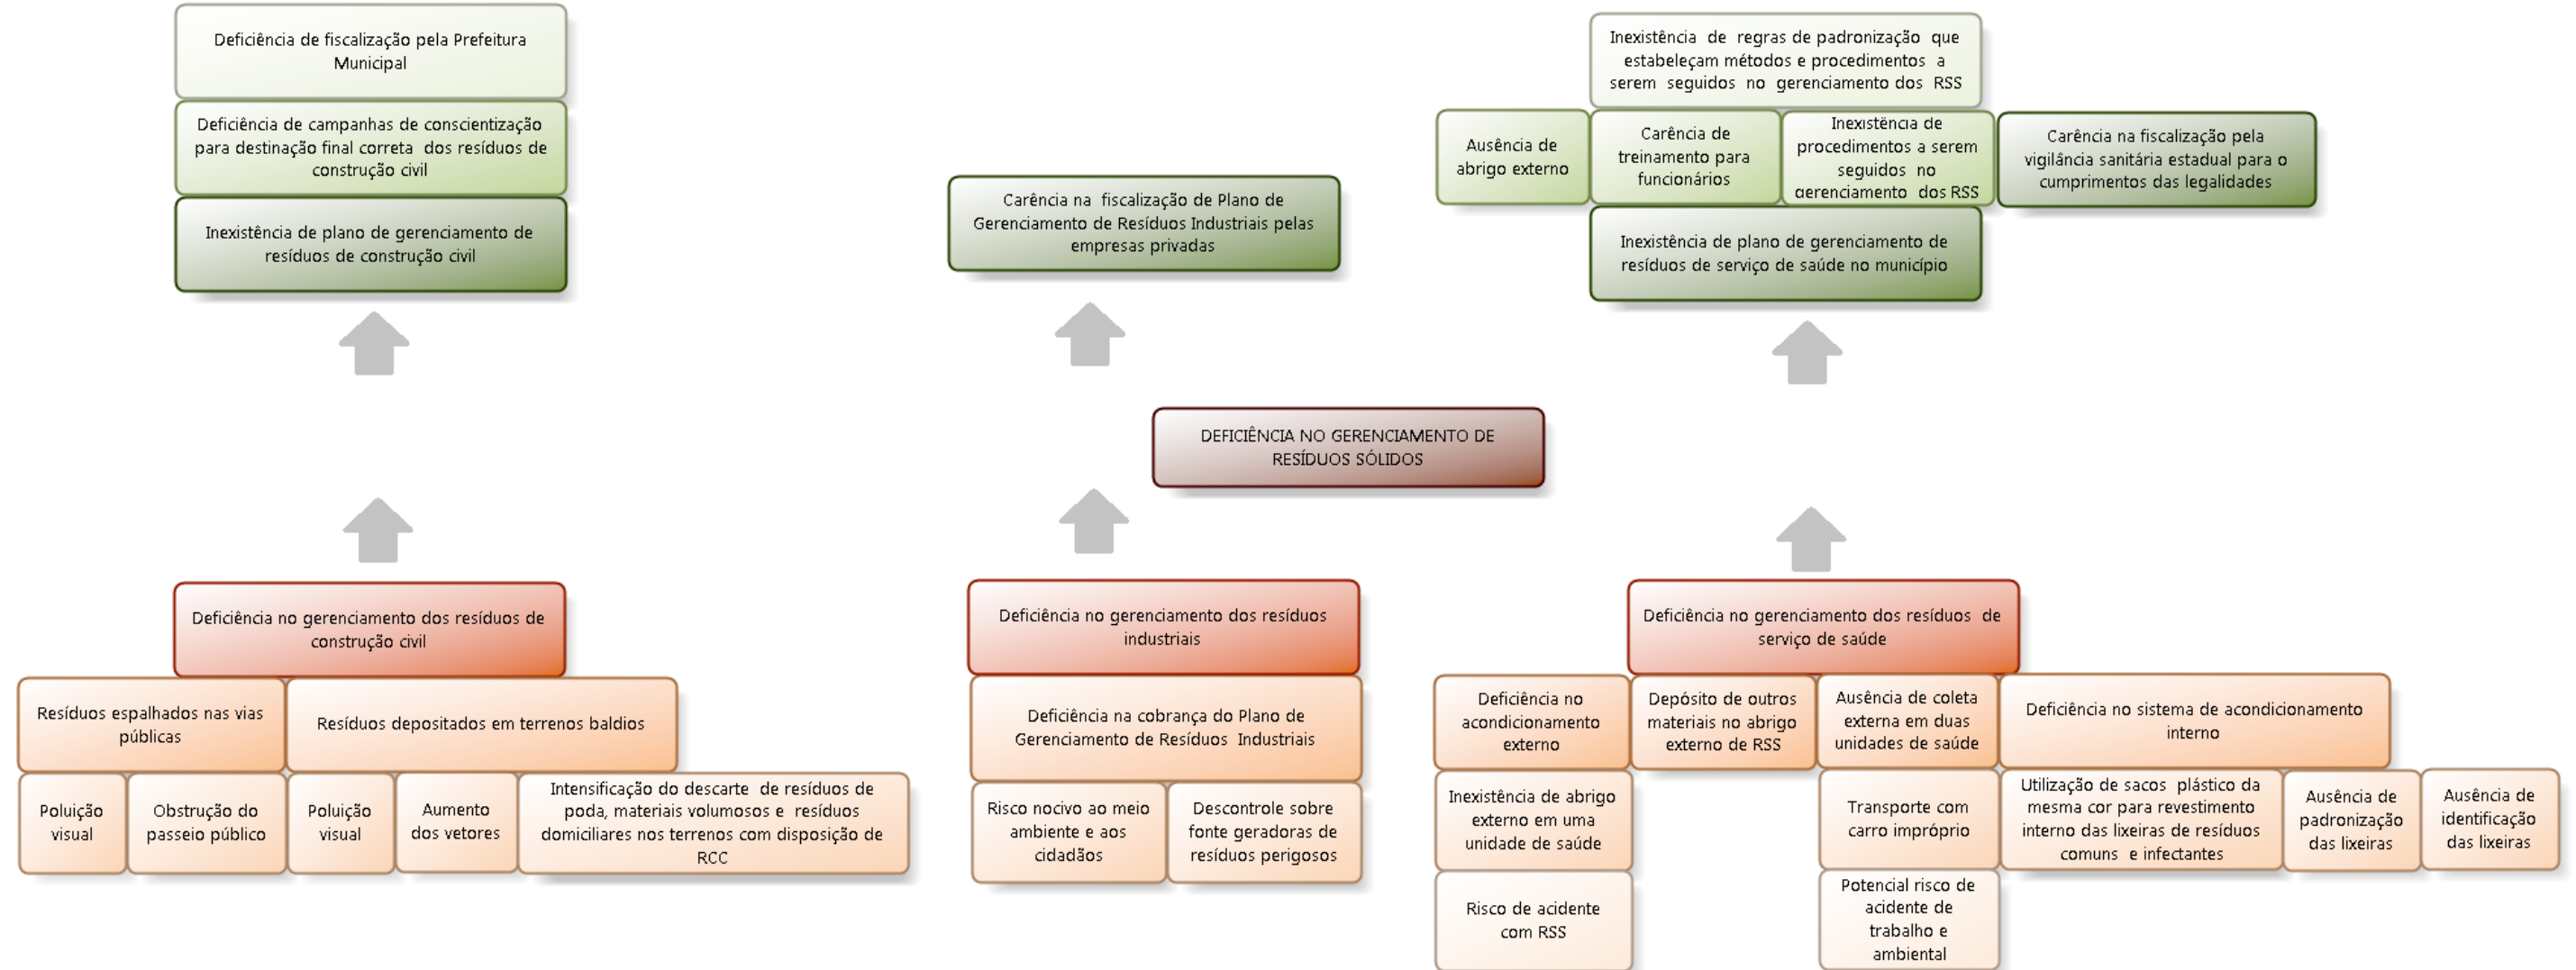 Deficiência de fiscalização pela Prefeitura
Municipal
Deficiência de campanhas de conscientização
para destinação final correta dos resíduos de
construção civil
Inexistência de plano de gerenciamento de
resíduos de construção civil
Carência na fiscalização de Plano de
Gerenciamento de Resíduos Industriais pelas
empresas privadas
Inexistência de regras de padronização que
estabeleçam métodos e procedimentos a
serem seguidos no gerenciamento dos RSS
Ausência de
abrigo externo
Carência de
treinamento para
funcionários
Inexistência de
procedimentos a serem
seguidos no
gerenciamento dos RSS
Carência na fiscalização pela
vigilância sanitária estadual para o
cumprimentos das legalidades
Inexistência de plano de gerenciamento de
resíduos de serviço de saúde no município
DEFICIÊNCIA NO GERENCIAMENTO DE
RESÍDUOS SÓLIDOS
Deficiência no gerenciamento dos resíduos de
construção civil
Resíduos espalhados nas vias
públicas
Resíduos depositados em terrenos baldios
Poluição
visual
Obstrução do
passeio público
Poluição
visual
Aumento
dos vetores
Intensificação do descarte de resíduos de
poda, materiais volumosos e resíduos
domiciliares nos terrenos com disposição de
RCC
Deficiência no gerenciamento dos resíduos
industriais
Deficiência na cobrança do Plano de
Gerenciamento de Resíduos Industriais
Risco nocivo ao meio
ambiente e aos
cidadãos
Descontrole sobre
fonte geradoras de
resíduos perigosos
Deficiência no gerenciamento dos resíduos de
serviço de saúde
Deficiência no
acondicionamento
externo
Depósito de outros
materiais no abrigo
externo de RSS
Ausência de coleta
externa em duas
unidades de saúde
Deficiência no sistema de acondicionamento
interno
Inexistência de abrigo
externo em uma
unidade de saúde
Transporte com
carro impróprio
Utilização de sacos plástico da
mesma cor para revestimento
interno das lixeiras de resíduos
comuns e infectantes
Ausência de
padronização
das lixeiras
Ausência de
identificação
das lixeiras
Risco de acidente
com RSS
Potencial risco de
acidente de
trabalho e
ambiental